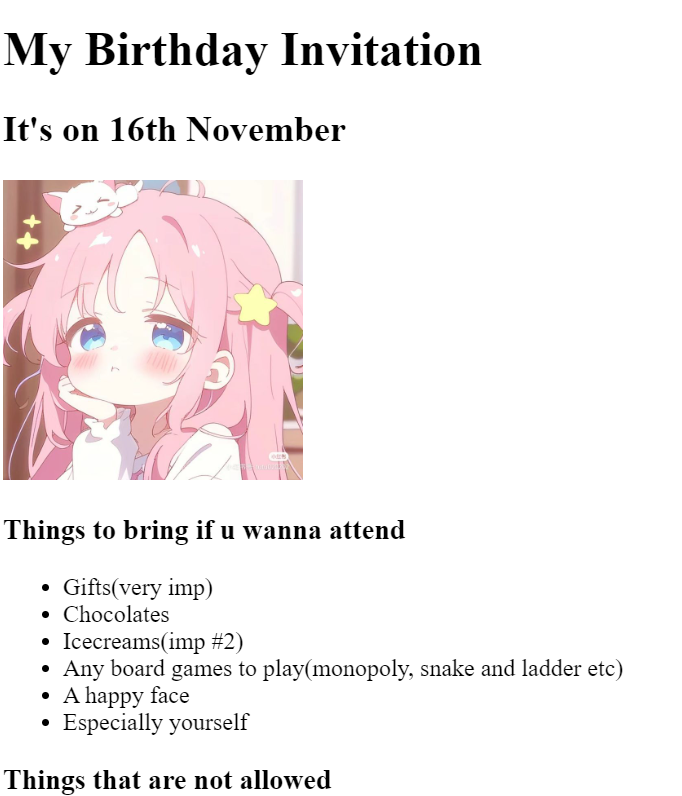 My Birthday Invitation
It's on 16th November
Things to bring if u wanna attend
Gifts(very imp)
Chocolates
Icecreams(imp #2)
Any board games to play(monopoly, snake and ladder etc)
A happy face
Especially yourself
Things that are not allowed